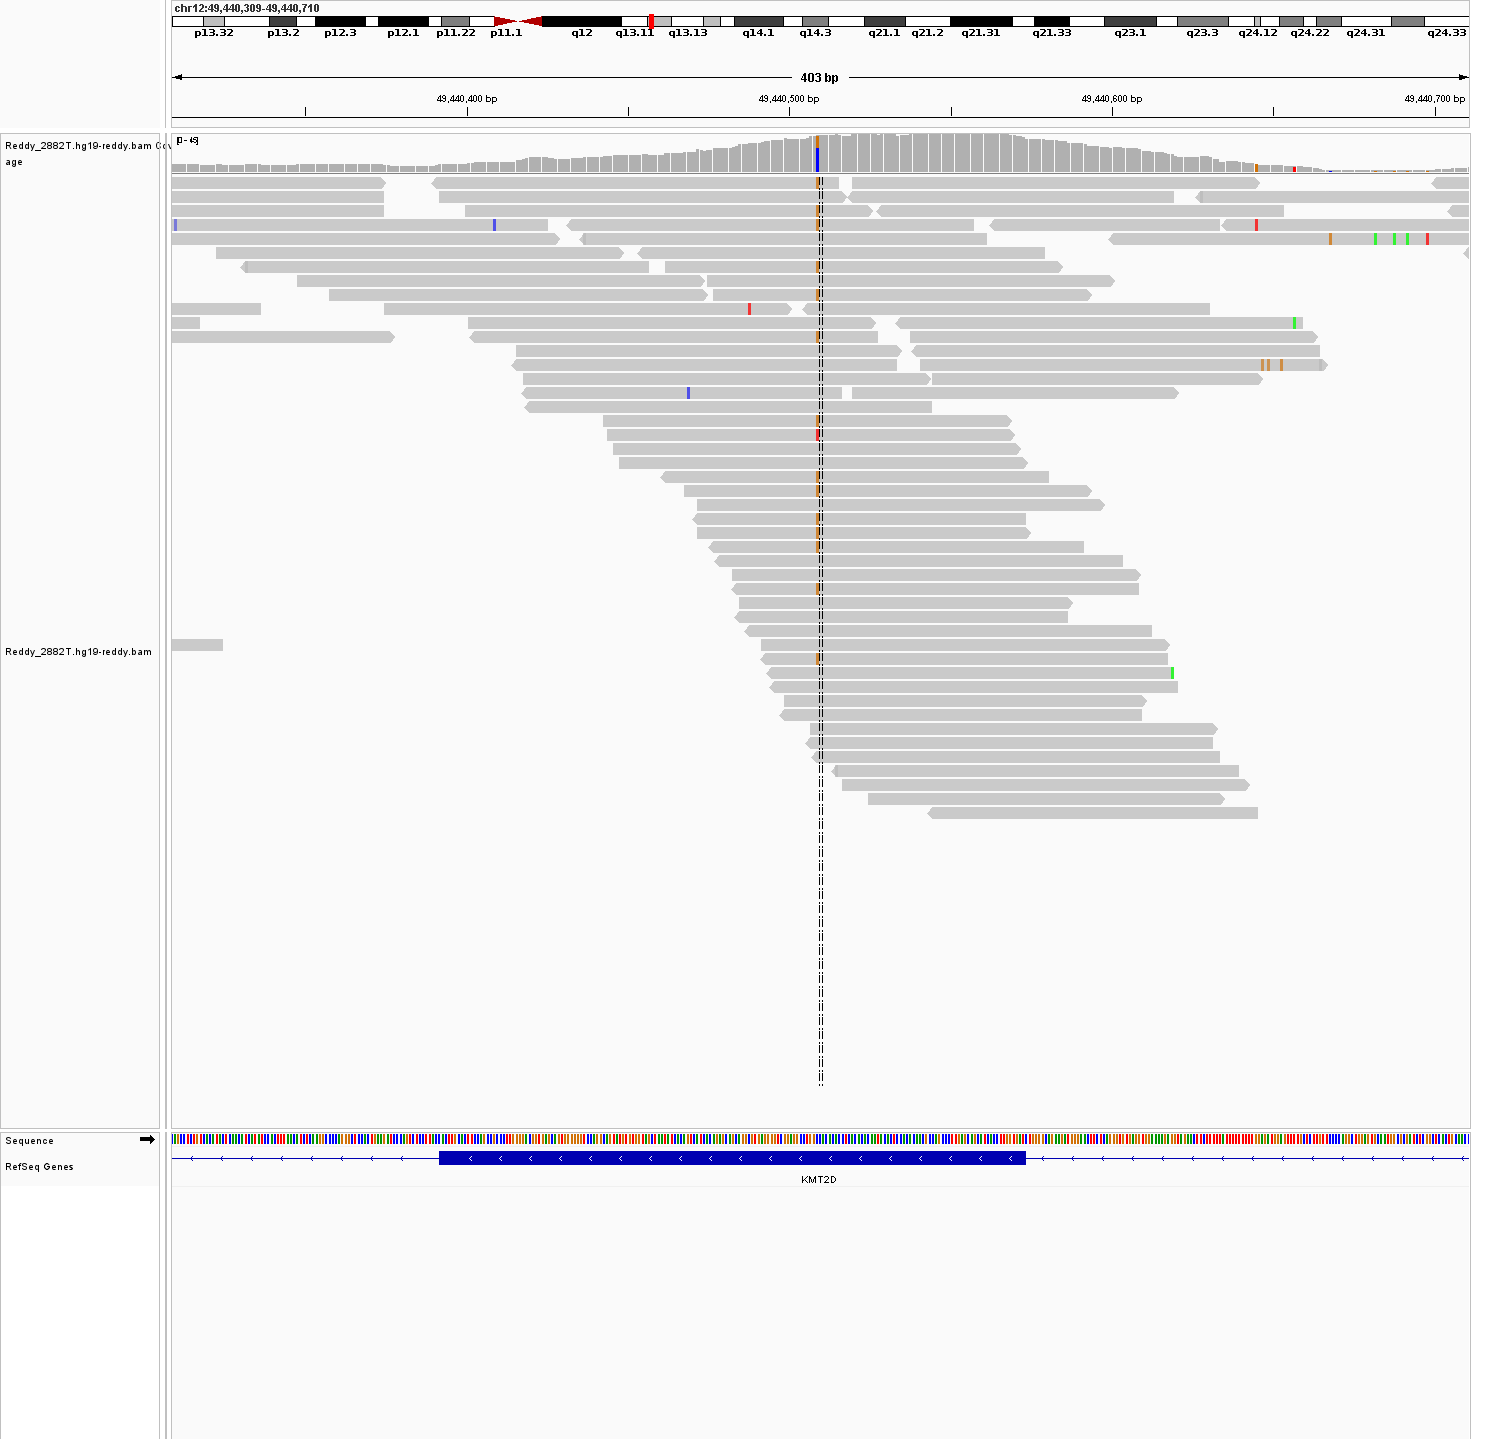 chr12:49,440,309-49,440,710
p13.32 p13.2 p12.3 p12.1 p11.22 p11.1 q12 q13.11 q13.13 q14.1 q14.3 q21.1 q21.2 q21.31 q21.33 q23.1 q23.3 q24.12 q24.22 q24.31 q24.33
403 bp
49,440,400 bp 49,440,500 bp 49,440,600 bp 49,440,700 bp
Reddy_2882T.hg19-reddy.bam Cov
age
Reddy_2882T.hg19-reddy.bam
Sequence
RefSeq Genes
KMT2D